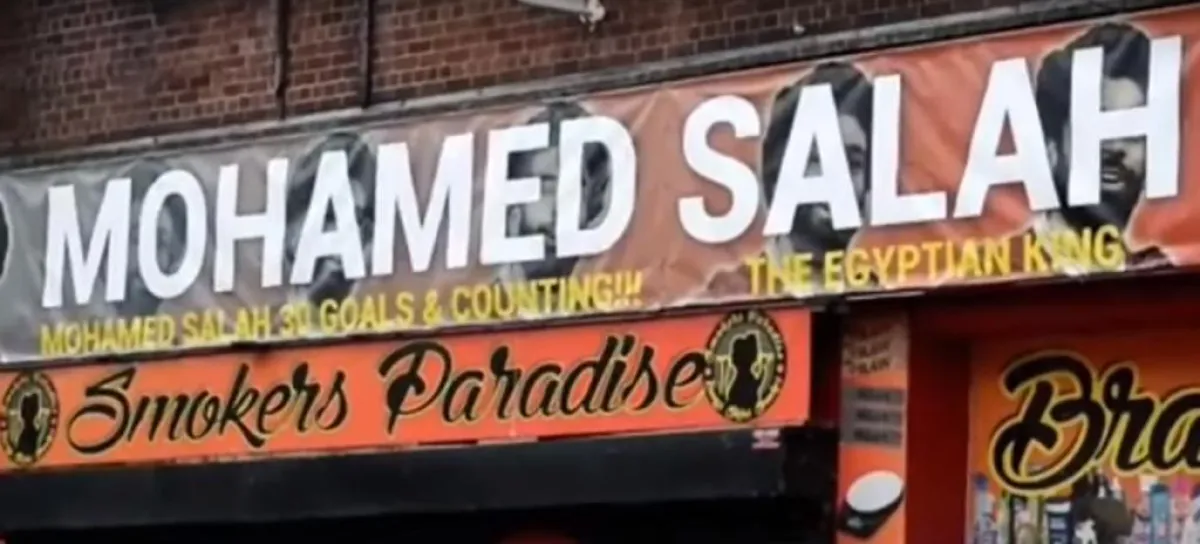 MOHAMED SALAH
MOHAMED SALAH 30 GOALS & COUNTING!!!
THE EGYPTIAN KING
Smokers Paradise
Bra